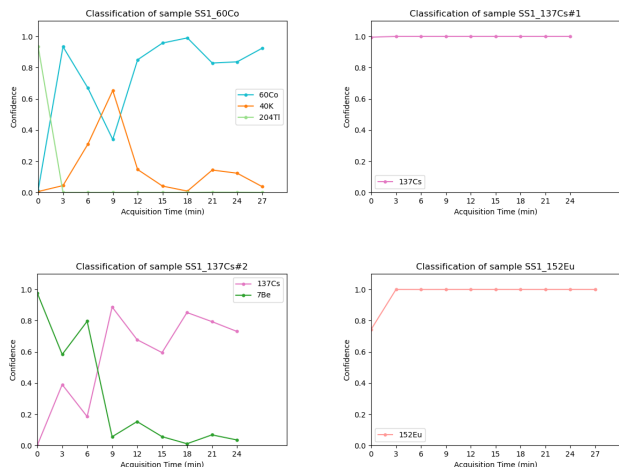 Classification of sample SS1_60Co
1.0
0.8
0.6
0.4
0.2
0.0
Confidence
60Co
40K
204Tl
0 3 6 9 12 15 18 21 24 27
Acquisition Time (min)
Classification of sample SS1_137Cs#1
1.0
0.8
0.6
0.4
0.2
0.0
Confidence
137Cs
0 3 6 9 12 15 18 21 24
Acquisition Time (min)
Classification of sample SS1_137Cs#2
1.0
0.8
0.6
0.4
0.2
0.0
Confidence
137Cs
7Be
0 3 6 9 12 15 18 21 24
Acquisition Time (min)
Classification of sample SS1_152Eu
1.0
0.8
0.6
0.4
0.2
0.0
Confidence
152Eu
0 3 6 9 12 15 18 21 24 27
Acquisition Time (min)